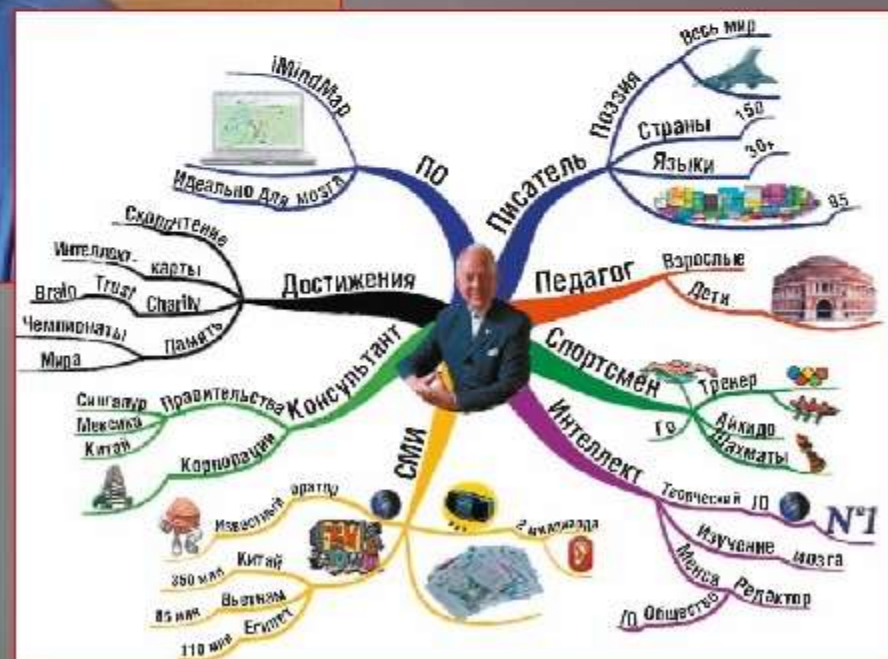 iMindMap
Идеально для мозга
ПО
Писатель
Поэзия
Весь мир
Страны
150
Языки
30+
95
Педагог
Взрослые
Дети
Спортсмен
Тренер
Го
Айкидо
Шахматы
Интеллект
Творческий
№1
Изучение
мозга
Менса
Редактор
Общество
СМИ
2 миллиарда
Известный
оратор
Китай
350 млн
Вьетнам
85 млн
Египет
110 млн
Консультант
Правительства
Сингапур
Мексика
Китай
Корпорации
Достижения
Скорочтение
Интеллект-
карты
Brain
Trust
Charity
Память
Чемпионаты
Мира